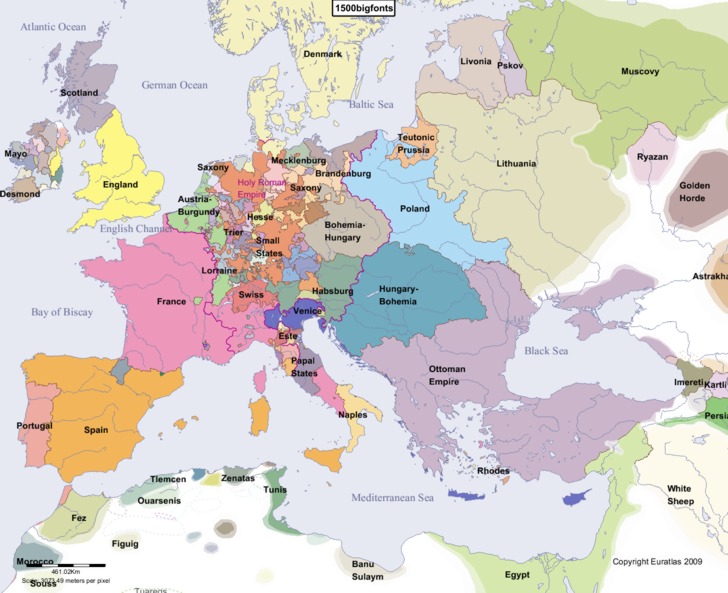 1500bigfonts
Atlantic Ocean
Denmark
Livonia
Pskov
Muscovy
Scotland
German Ocean
Baltic Sea
Mayo
Teutonic
Prussia
Lithuania
Ryazan
Saxony
Mecklenburg
Brandenburg
Desmond
England
Holy Roman
Empire
Saxony
Golden
Horde
Austria-
Burgundy
Hesse
Poland
English Channel
Trier
Bohemia-
Hungary
Small
States
Lorraine
Astrakha
France
Swiss
Habsburg
Hungary-
Bohemia
Bay of Biscay
Venice
Este
Black Sea
Papal
States
Ottoman
Empire
Imereti
Kartli
Portugal
Spain
Naples
Persia
Rhodes
Tlemcen
Zenatas
Ouarsenis
Tunis
Mediterranean Sea
White
Sheep
Fez
Figuig
Morocco
461.02Km
Scale: 3073.49 meters per pixel
Souss
Banu
Sulaym
Egypt
Copyright Euratlas 2009
Tuaregs